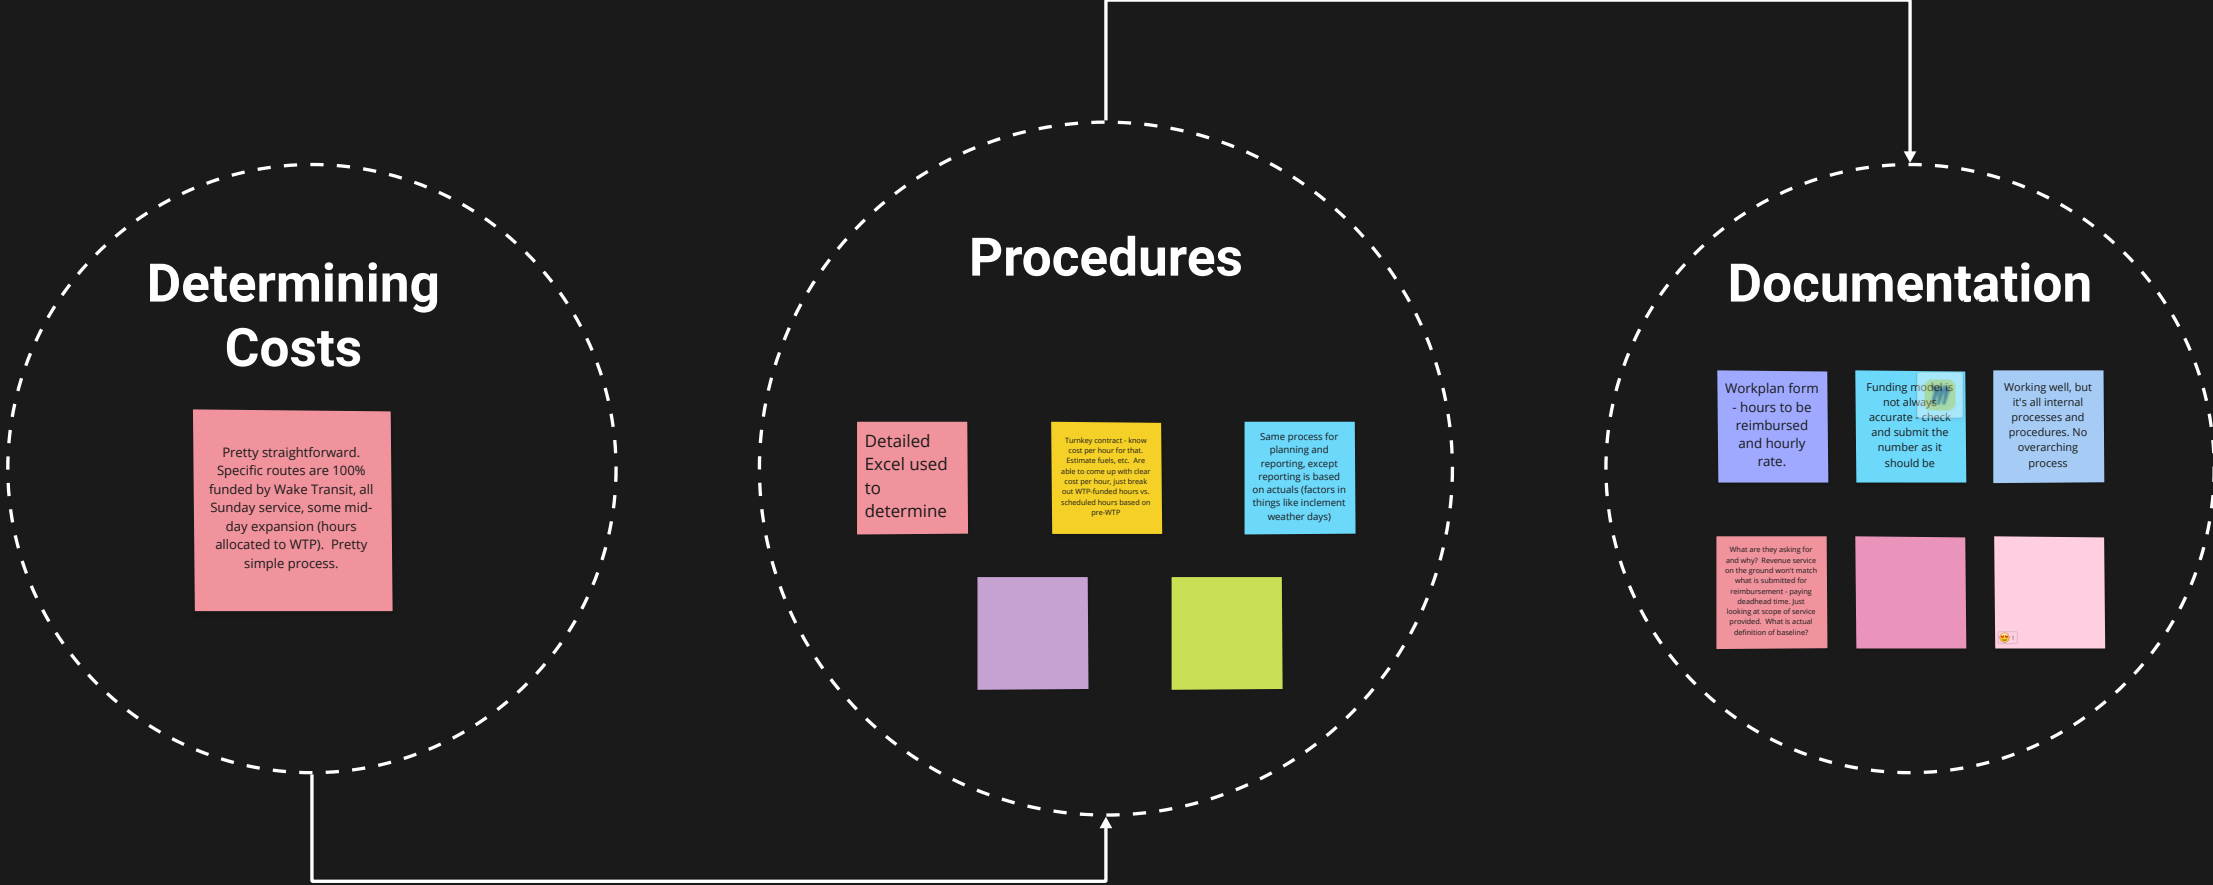 Determining
Costs
Pretty straightforward.
Specific routes are 100%
funded by Wake Transit, all
Sunday service, some mid-
day expansion (hours
allocated to WTP).  Pretty
simple process.
Procedures
Detailed
Excel used
to
determine
Turnkey contract - know
cost per hour for that.
Estimate fuels, etc.  Are
able to come up with clear
cost per hour, just break
out WTP-funded hours vs.
scheduled hours based on
pre-WTP
Same process for
planning and
reporting, except
reporting is based
on actuals (factors in
things like inclement
weather days)
Documentation
Workplan form
- hours to be
reimbursed
and hourly
rate.
Funding model is
not always
accurate - check
and submit the
number as it
should be
Working well, but
it's all internal
processes and
procedures. No
overarching
process
What are they asking for
and why?  Revenue service
on the ground won't match
what is submitted for
reimbursement - paying
deadhead time. Just
looking at scope of service
provided.  What is actual
definition of baseline?